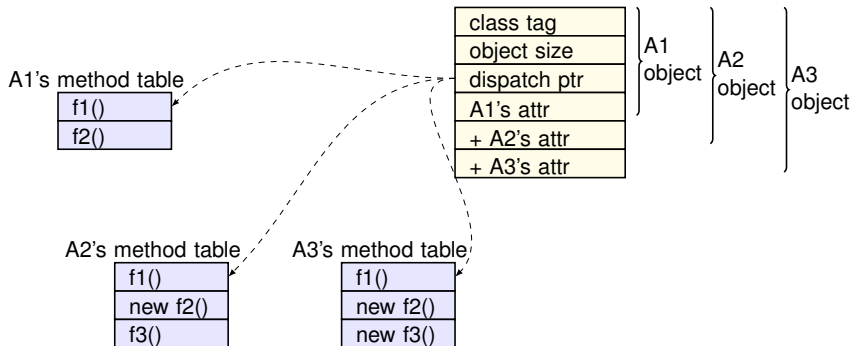 class tag
object size
dispatch ptr
A1's attr
+ A2's attr
+ A3's attr
A1
object
A2
object
A3
object
A1's method table
f1()
f2()
A2's method table
f1()
new f2()
f3()
A3's method table
f1()
new f2()
new f3()